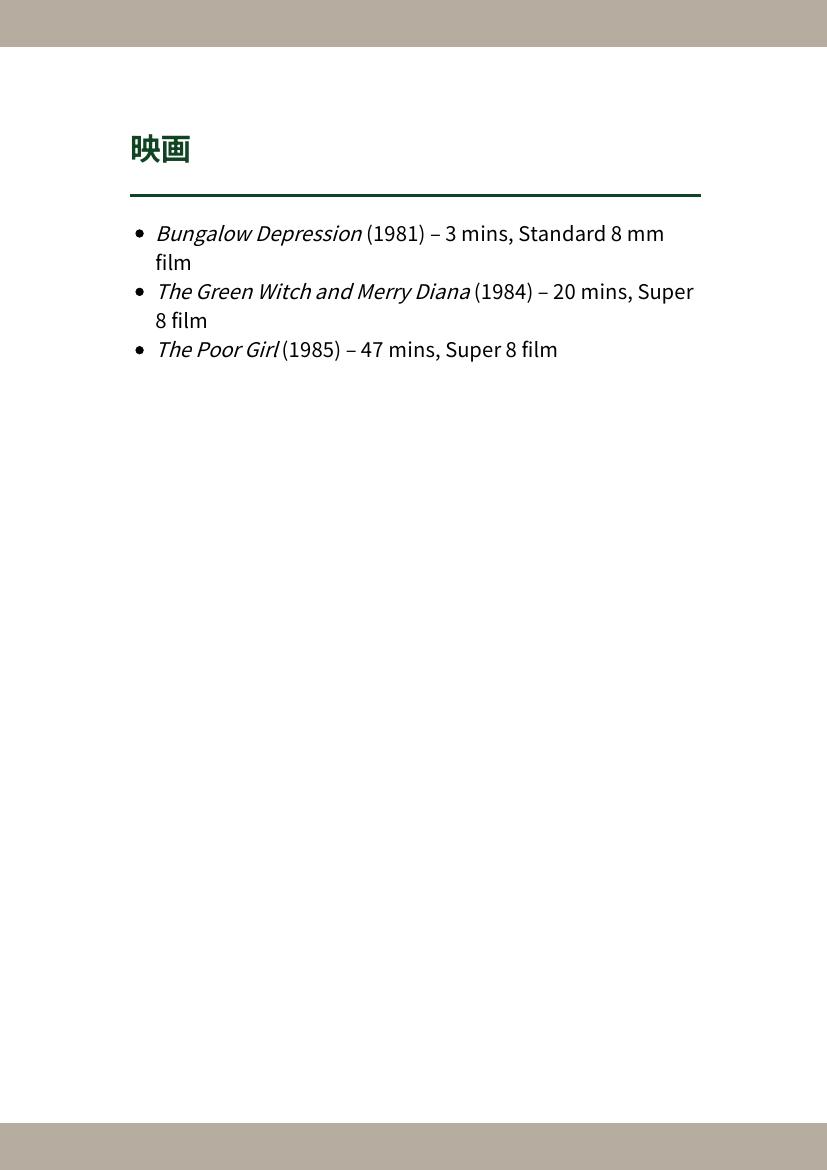 映画
• Bungalow Depression (1981) – 3 mins, Standard 8 mm
film
• The Green Witch and Merry Diana (1984) – 20 mins, Super
8 film
• The Poor Girl (1985) – 47 mins, Super 8 film